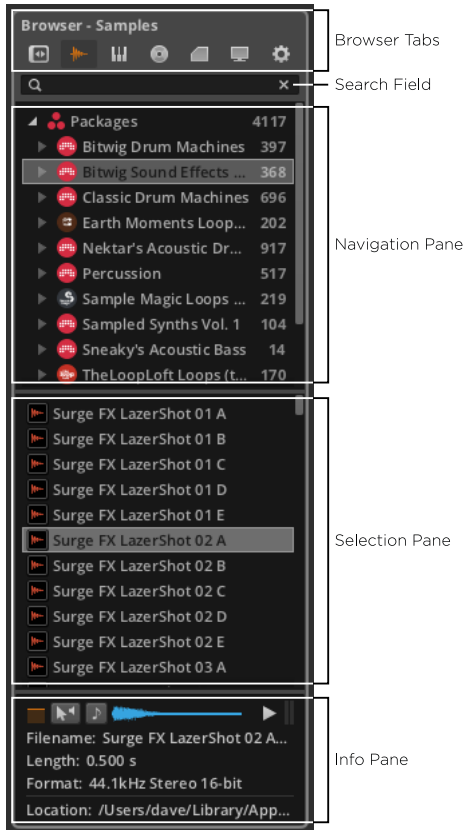 Browser - Samples
Browser Tabs
Search Field
Packages 4117
Bitwig Drum Machines 397
Bitwig Sound Effects ... 368
Classic Drum Machines 696
Earth Moments Loop... 202
Nektar's Acoustic Dr... 917
Navigation Pane
Percussion 517
Sample Magic Loops ... 219
Sampled Synths Vol. 1 104
Sneaky's Acoustic Bass 14
TheLoopLoft Loops (t... 170
Surge FX LazerShot 01 A
Surge FX LazerShot 01 B
Surge FX LazerShot 01 C
Surge FX LazerShot 01 D
Surge FX LazerShot 01 E
Surge FX LazerShot 02 A
Selection Pane
Surge FX LazerShot 02 B
Surge FX LazerShot 02 C
Surge FX LazerShot 02 D
Surge FX LazerShot 02 E
Surge FX LazerShot 03 A
Filename: Surge FX LazerShot 02 A...
Length: 0.500 s
Info Pane
Format: 44.1kHz Stereo 16-bit
Location: /Users/dave/Library/App...